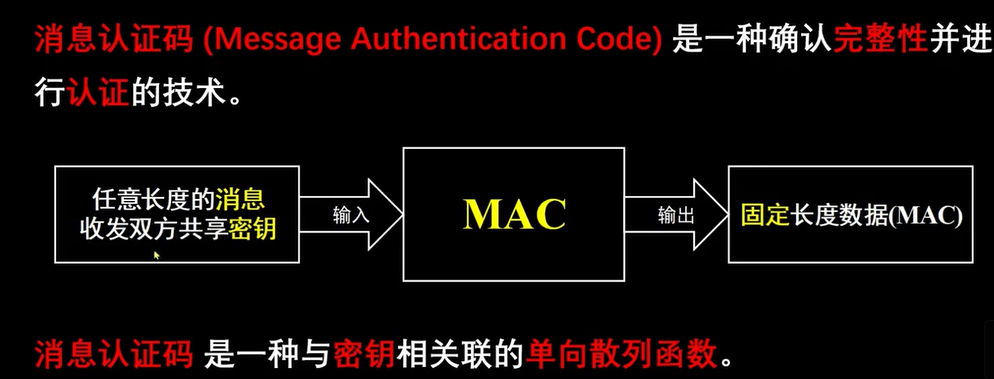 消息认证码 (Message Authentication Code) 是一种确认完整性并进
行认证的技术。
任意长度的消息
收发双方共享密钥
输入
MAC
输出
固定长度数据(MAC)
消息认证码 是一种与密钥相关联的单向散列函数。